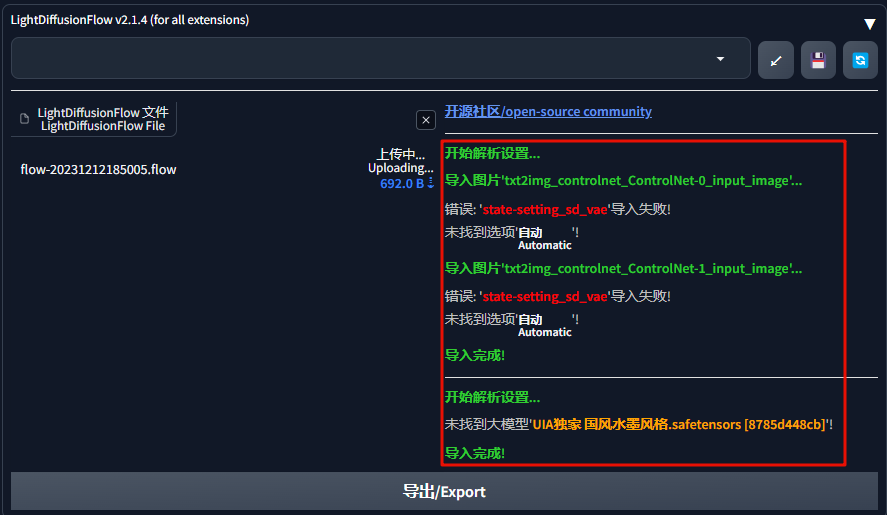 LightDiffusionFlow v2.1.4 (for all extensions)
LightDiffusionFlow 文件
LightDiffusionFlow File
flow-20231212185005.flow
上传中...
Uploading...
692.0 B ⇣
开源社区/open-source community
开始解析设置...
导入图片'txt2img_controlnet_ControlNet-0_input_image'...
错误: 'state-setting_sd_vae'导入失败!
未找到选项'自动
Automatic
'!
导入图片'txt2img_controlnet_ControlNet-1_input_image'...
错误: 'state-setting_sd_vae'导入失败!
未找到选项'自动
Automatic
'!
导入完成!
开始解析设置...
未找到大模型'UIA独家 国风水墨风格.safetensors [8785d448cb]'!
导入完成!
导出/Export